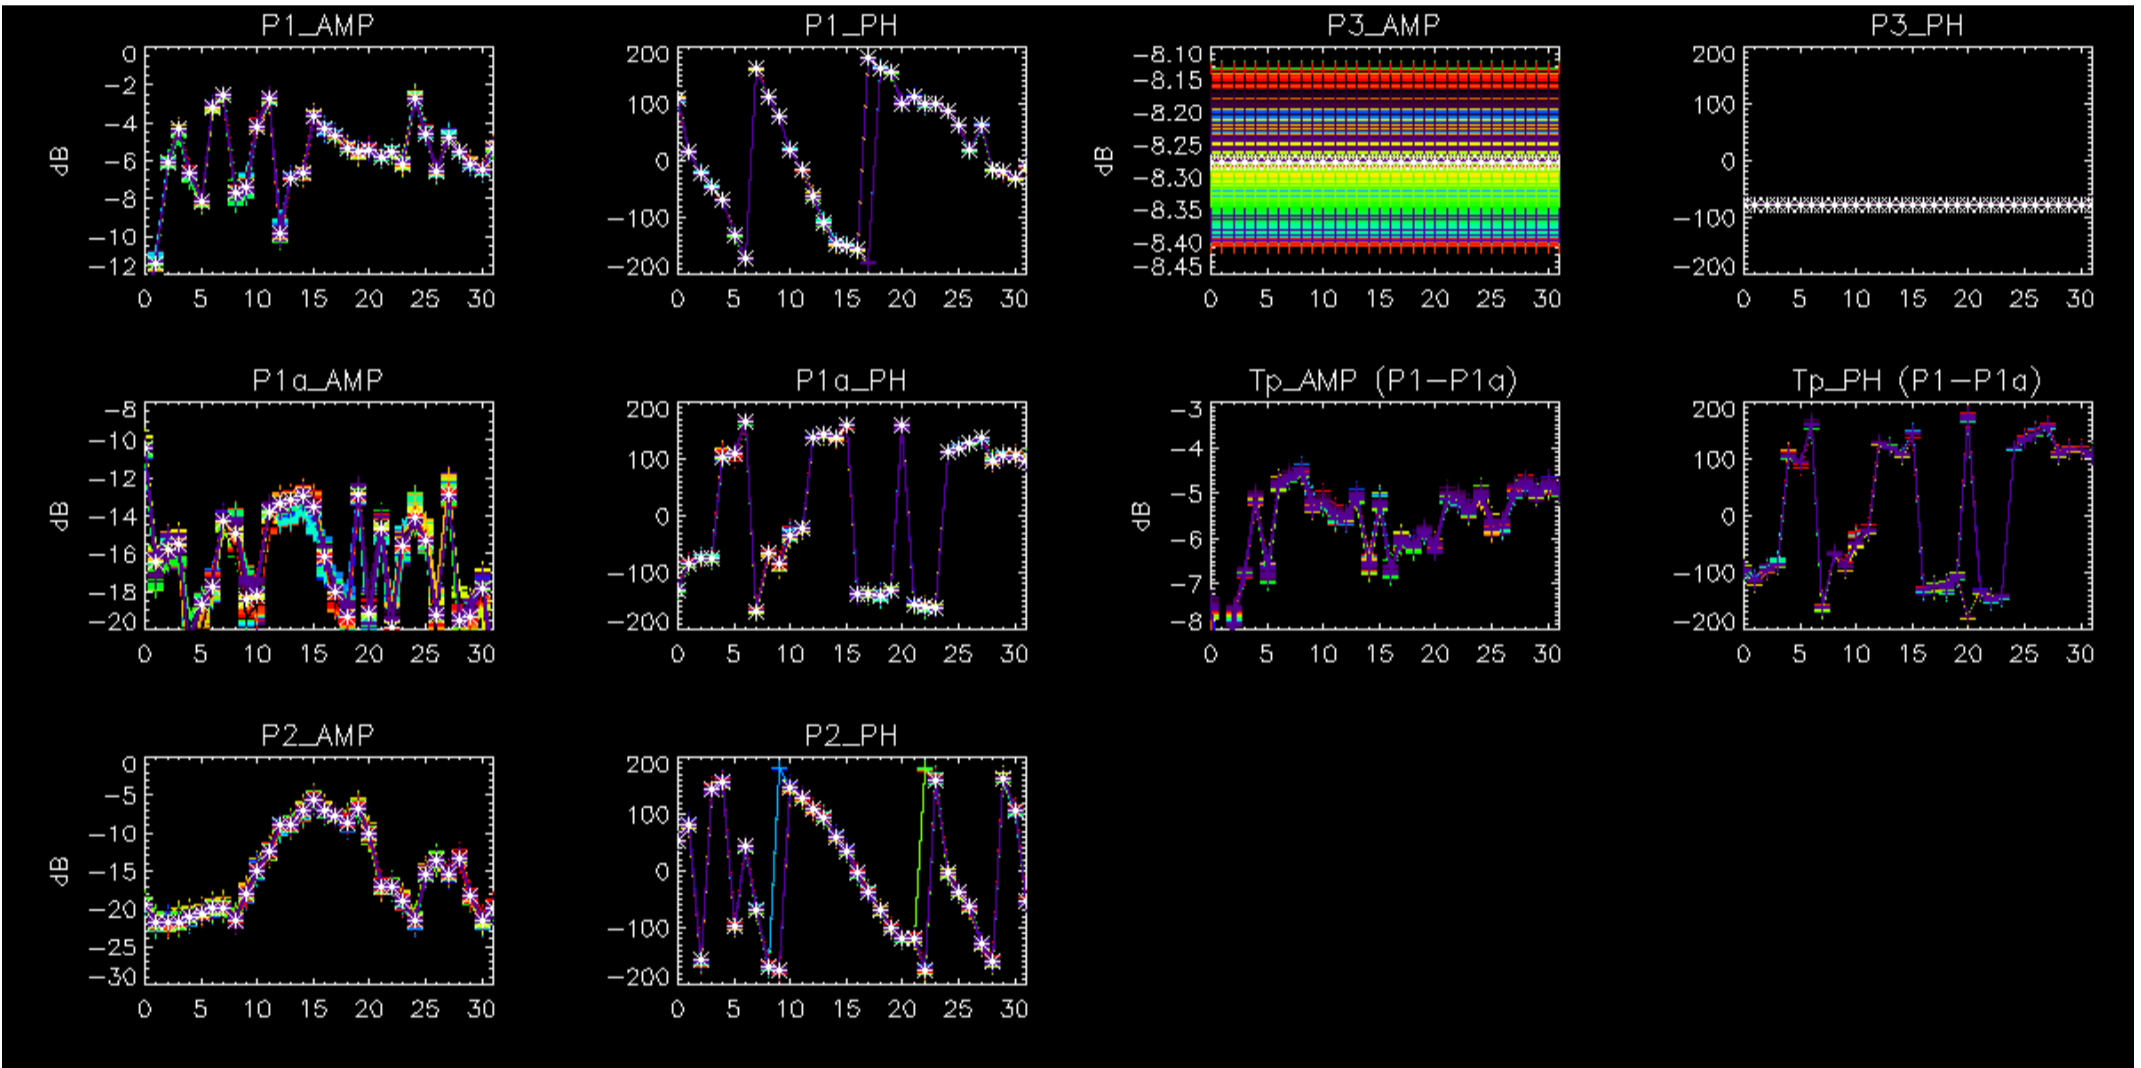 P1_AMP
0
−2
−4
−6
−8
−10
−12
dB
0 5 10 15 20 25 30
P1_PH
200
100
0
−100
−200
0 5 10 15 20 25 30
P3_AMP
−8.10
−8.15
−8.20
−8.25
−8.30
−8.35
−8.40
−8.45
dB
0 5 10 15 20 25 30
P3_PH
200
100
0
−100
−200
0 5 10 15 20 25 30
P1a_AMP
−8
−10
−12
−14
−16
−18
−20
dB
0 5 10 15 20 25 30
P1a_PH
200
100
0
−100
−200
0 5 10 15 20 25 30
Tp_AMP (P1−P1a)
−3
−4
−5
−6
−7
−8
dB
0 5 10 15 20 25 30
Tp_PH (P1−P1a)
200
100
0
−100
−200
0 5 10 15 20 25 30
P2_AMP
0
−5
−10
−15
−20
−25
−30
dB
0 5 10 15 20 25 30
P2_PH
200
100
0
−100
−200
0 5 10 15 20 25 30